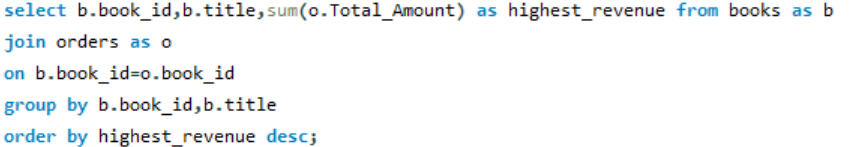 select b.book_id,b.title,sum(o.Total_Amount) as highest_revenue from books as b
join orders as o
on b.book_id=o.book_id
group by b.book_id,b.title
order by highest_revenue desc;